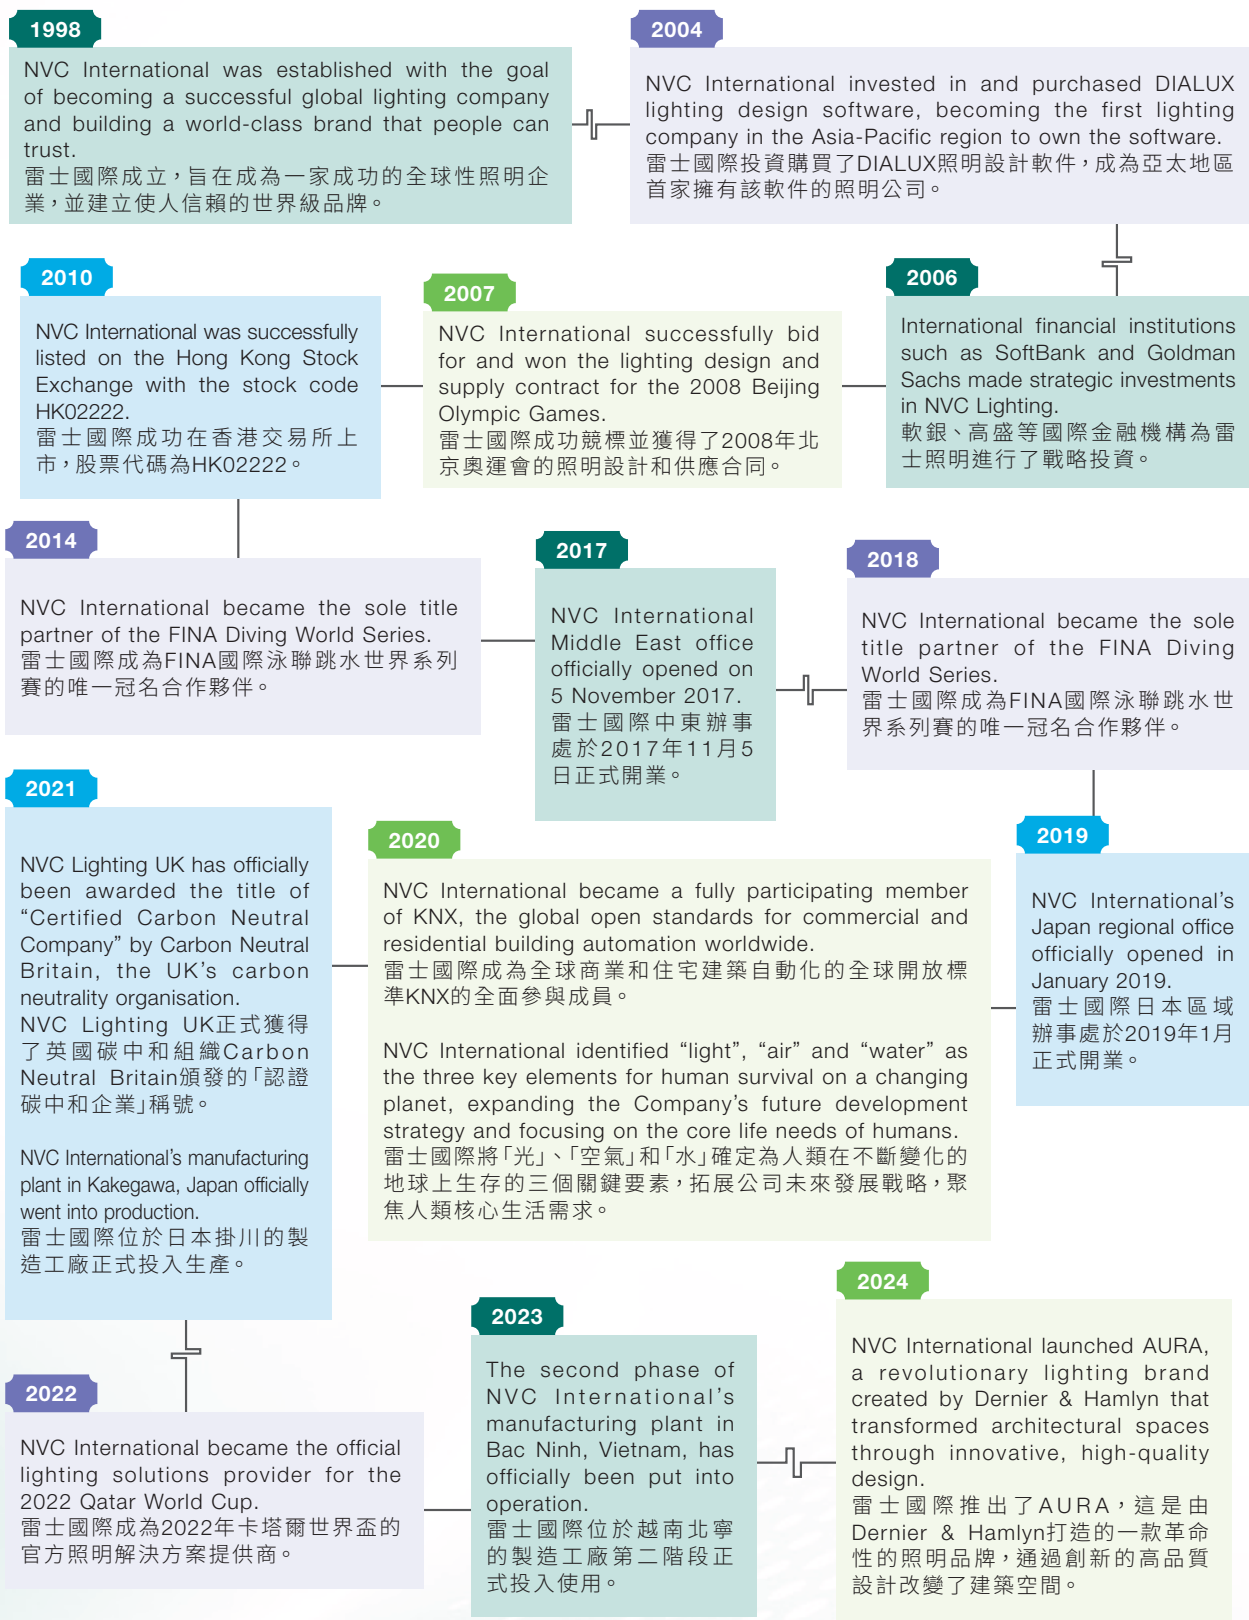 1998
NVC International was established with the goal
of becoming a successful global lighting company
and building a world-class brand that people can
trust.
雷士國際成立，旨在成為一家成功的全球性照明企
業，並建立使人信賴的世界級品牌。
2004
NVC International invested in and purchased DIALUX
lighting design software, becoming the first lighting
company in the Asia-Pacific region to own the software.
雷士國際投資購買了DIALUX照明設計軟件，成為亞太地區
首家擁有該軟件的照明公司。
2006
International financial institutions
such as SoftBank and Goldman
Sachs made strategic investments
in NVC Lighting.
軟銀、高盛等國際金融機構為雷
士照明進行了戰略投資。
2007
NVC International successfully bid
for and won the lighting design and
supply contract for the 2008 Beijing
Olympic Games.
雷士國際成功競標並獲得了2008年北
京奧運會的照明設計和供應合同。
2010
NVC International was successfully
listed on the Hong Kong Stock
Exchange with the stock code
HK02222.
雷士國際成功在香港交易所上
市，股票代碼為HK02222。
2014
NVC International became the sole title
partner of the FINA Diving World Series.
雷士國際成為FINA國際泳聯跳水世界系列
賽的唯一冠名合作夥伴。
2017
NVC International
Middle East office
officially opened on
5 November 2017.
雷士國際中東辦事
處於2017年11月5
日正式開業。
2018
NVC International became the sole
title partner of the FINA Diving
World Series.
雷士國際成為FINA國際泳聯跳水世
界系列賽的唯一冠名合作夥伴。
2019
NVC International’s
Japan regional office
officially opened in
January 2019.
雷士國際日本區域
辦事處於2019年1月
正式開業。
2020
NVC International became a fully participating member
of KNX, the global open standards for commercial and
residential building automation worldwide.
雷士國際成為全球商業和住宅建築自動化的全球開放標
準KNX的全面參與成員。
NVC International identified “light”, “air” and “water” as
the three key elements for human survival on a changing
planet, expanding the Company’s future development
strategy and focusing on the core life needs of humans.
雷士國際將「光」、「空氣」和「水」確定為人類在不斷變化的
地球上生存的三個關鍵要素，拓展公司未來發展戰略，聚
焦人類核心生活需求。
2021
NVC Lighting UK has officially
been awarded the title of
“Certified Carbon Neutral
Company” by Carbon Neutral
Britain, the UK’s carbon
neutrality organisation.
NVC Lighting UK正式獲得
了英國碳中和組織Carbon
Neutral Britain頒發的「認證
碳中和企業」稱號。
NVC International’s manufacturing
plant in Kakegawa, Japan officially
went into production.
雷士國際位於日本掛川的製
造工廠正式投入生產。
2022
NVC International became the official
lighting solutions provider for the
2022 Qatar World Cup.
雷士國際成為2022年卡塔爾世界盃的
官方照明解決方案提供商。
2023
The second phase of
NVC International’s
manufacturing plant in
Bac Ninh, Vietnam, has
officially been put into
operation.
雷士國際位於越南北寧
的製造工廠第二階段正
式投入使用。
2024
NVC International launched AURA,
a revolutionary lighting brand
created by Dernier & Hamlyn that
transformed architectural spaces
through innovative, high-quality
design.
雷士國際推出了AURA，這是由
Dernier & Hamlyn打造的一款革命
性的照明品牌，通過創新的高品質
設計改變了建築空間。